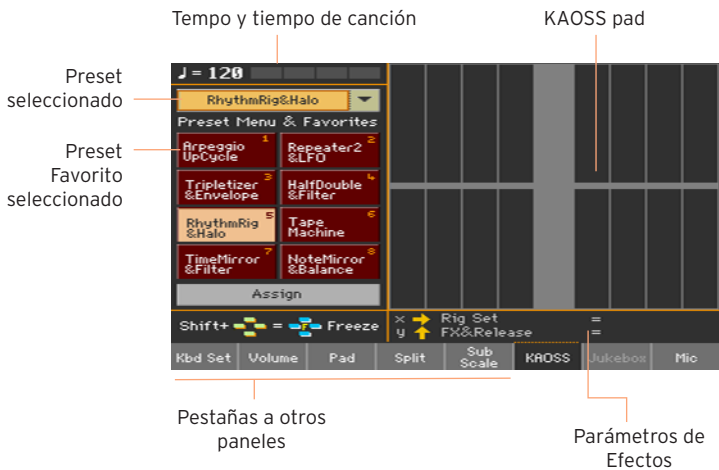 Tempo y tiempo de canción
KAOSS pad
Preset
seleccionado
Preset
Favorito
seleccionado
♩= 120
RhythmRig&Halo
Preset Menu & Favorites
Arpeggio
UpCycle
1
Repeater2
&LFO
2
Tripletizer
&Envelope
3
HalfDouble
&Filter
4
RhythmRig
&Halo
5
Tape
Machine
6
TimeMirror
&Filter
7
NoteMirror
&Balance
8
Assign
Shift+ = F Freeze
x Rig Set =
y FX&Release =
Kbd Set
Volume
Pad
Split
Sub
Scale
KAOSS
Jukebox
Mic
Pestañas a otros
paneles
Parámetros de
Efectos